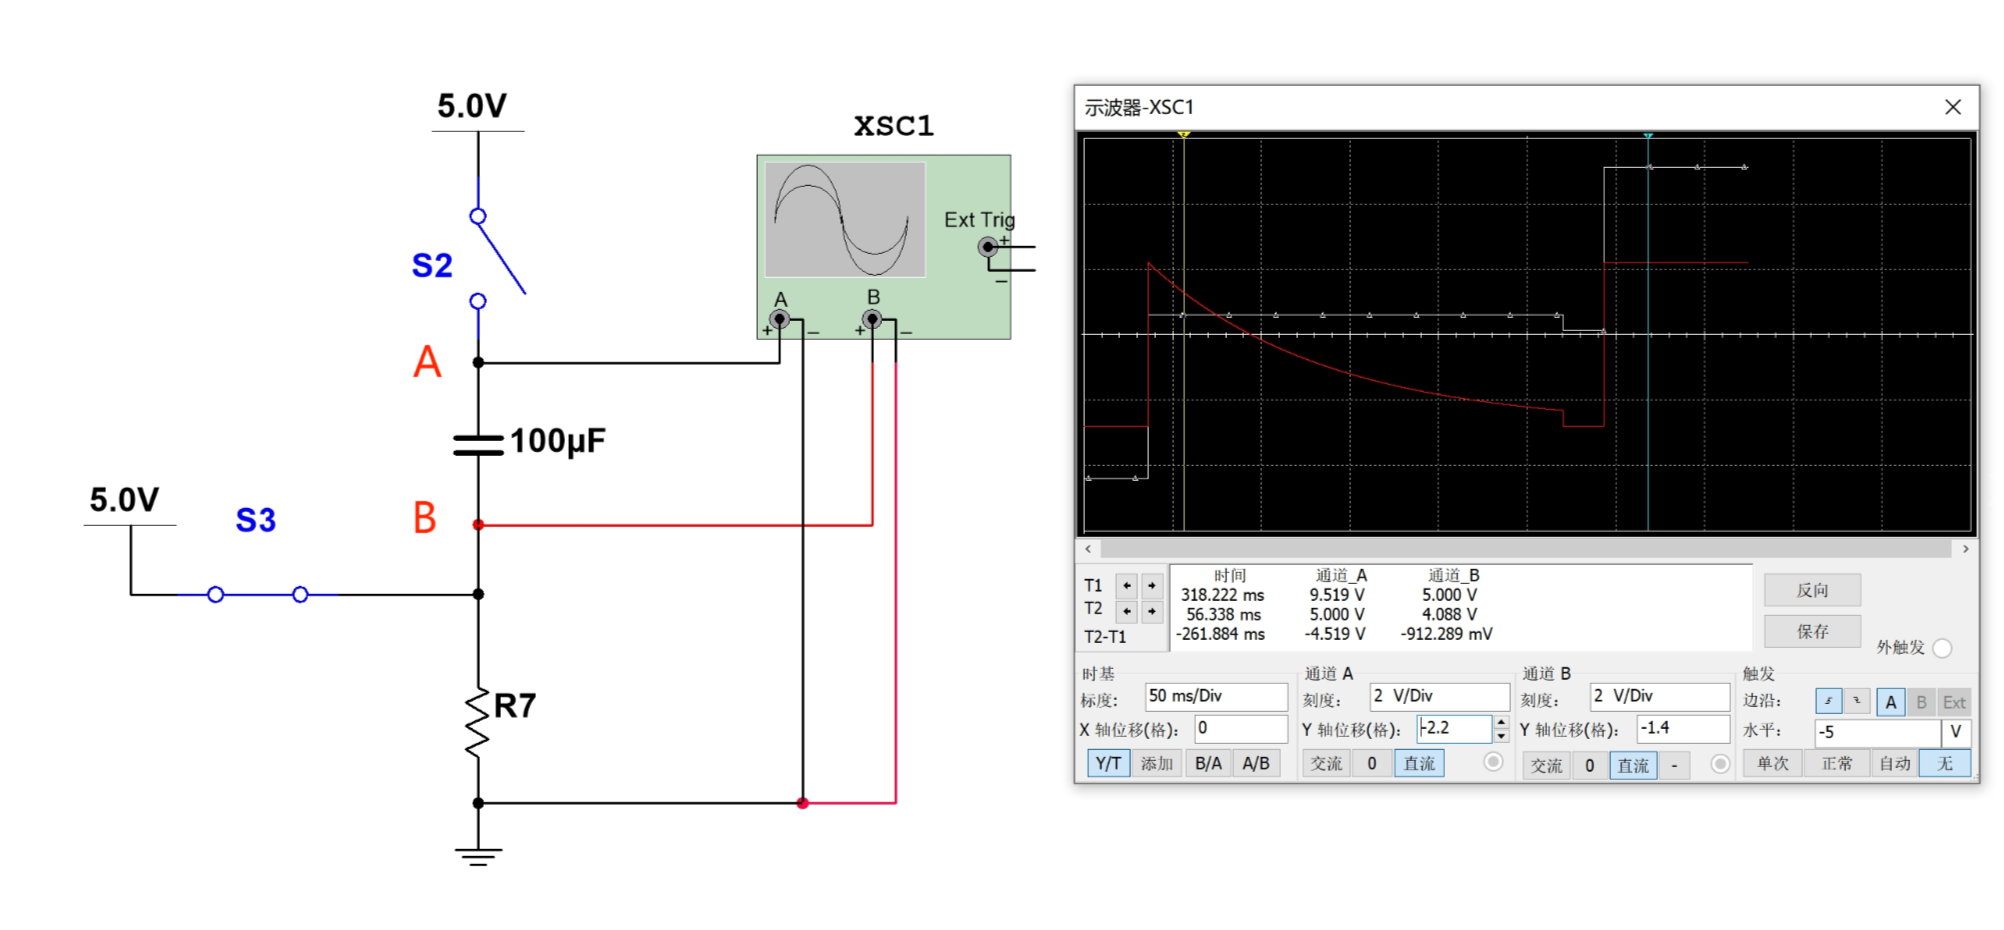 5.0V
S2
A
100µF
B
5.0V
S3
R7
XSC1
Ext Trig
+
−
A
B
+
−
+
−
示波器-XSC1
T1
T2
T2-T1
时间 通道_A 通道_B
318.222 ms 9.519 V 5.000 V
56.338 ms 5.000 V 4.088 V
-261.884 ms -4.519 V -912.289 mV
反向
保存
外触发
时基
标度: 50 ms/Div
X 轴位移(格): 0
Y/T 添加 B/A A/B
通道 A
刻度: 2 V/Div
Y 轴位移(格): -2.2
交流 0 直流
通道 B
刻度: 2 V/Div
Y 轴位移(格): -1.4
交流 0 直流 -
触发
边沿: A B Ext
水平: -5 V
单次 正常 自动 无